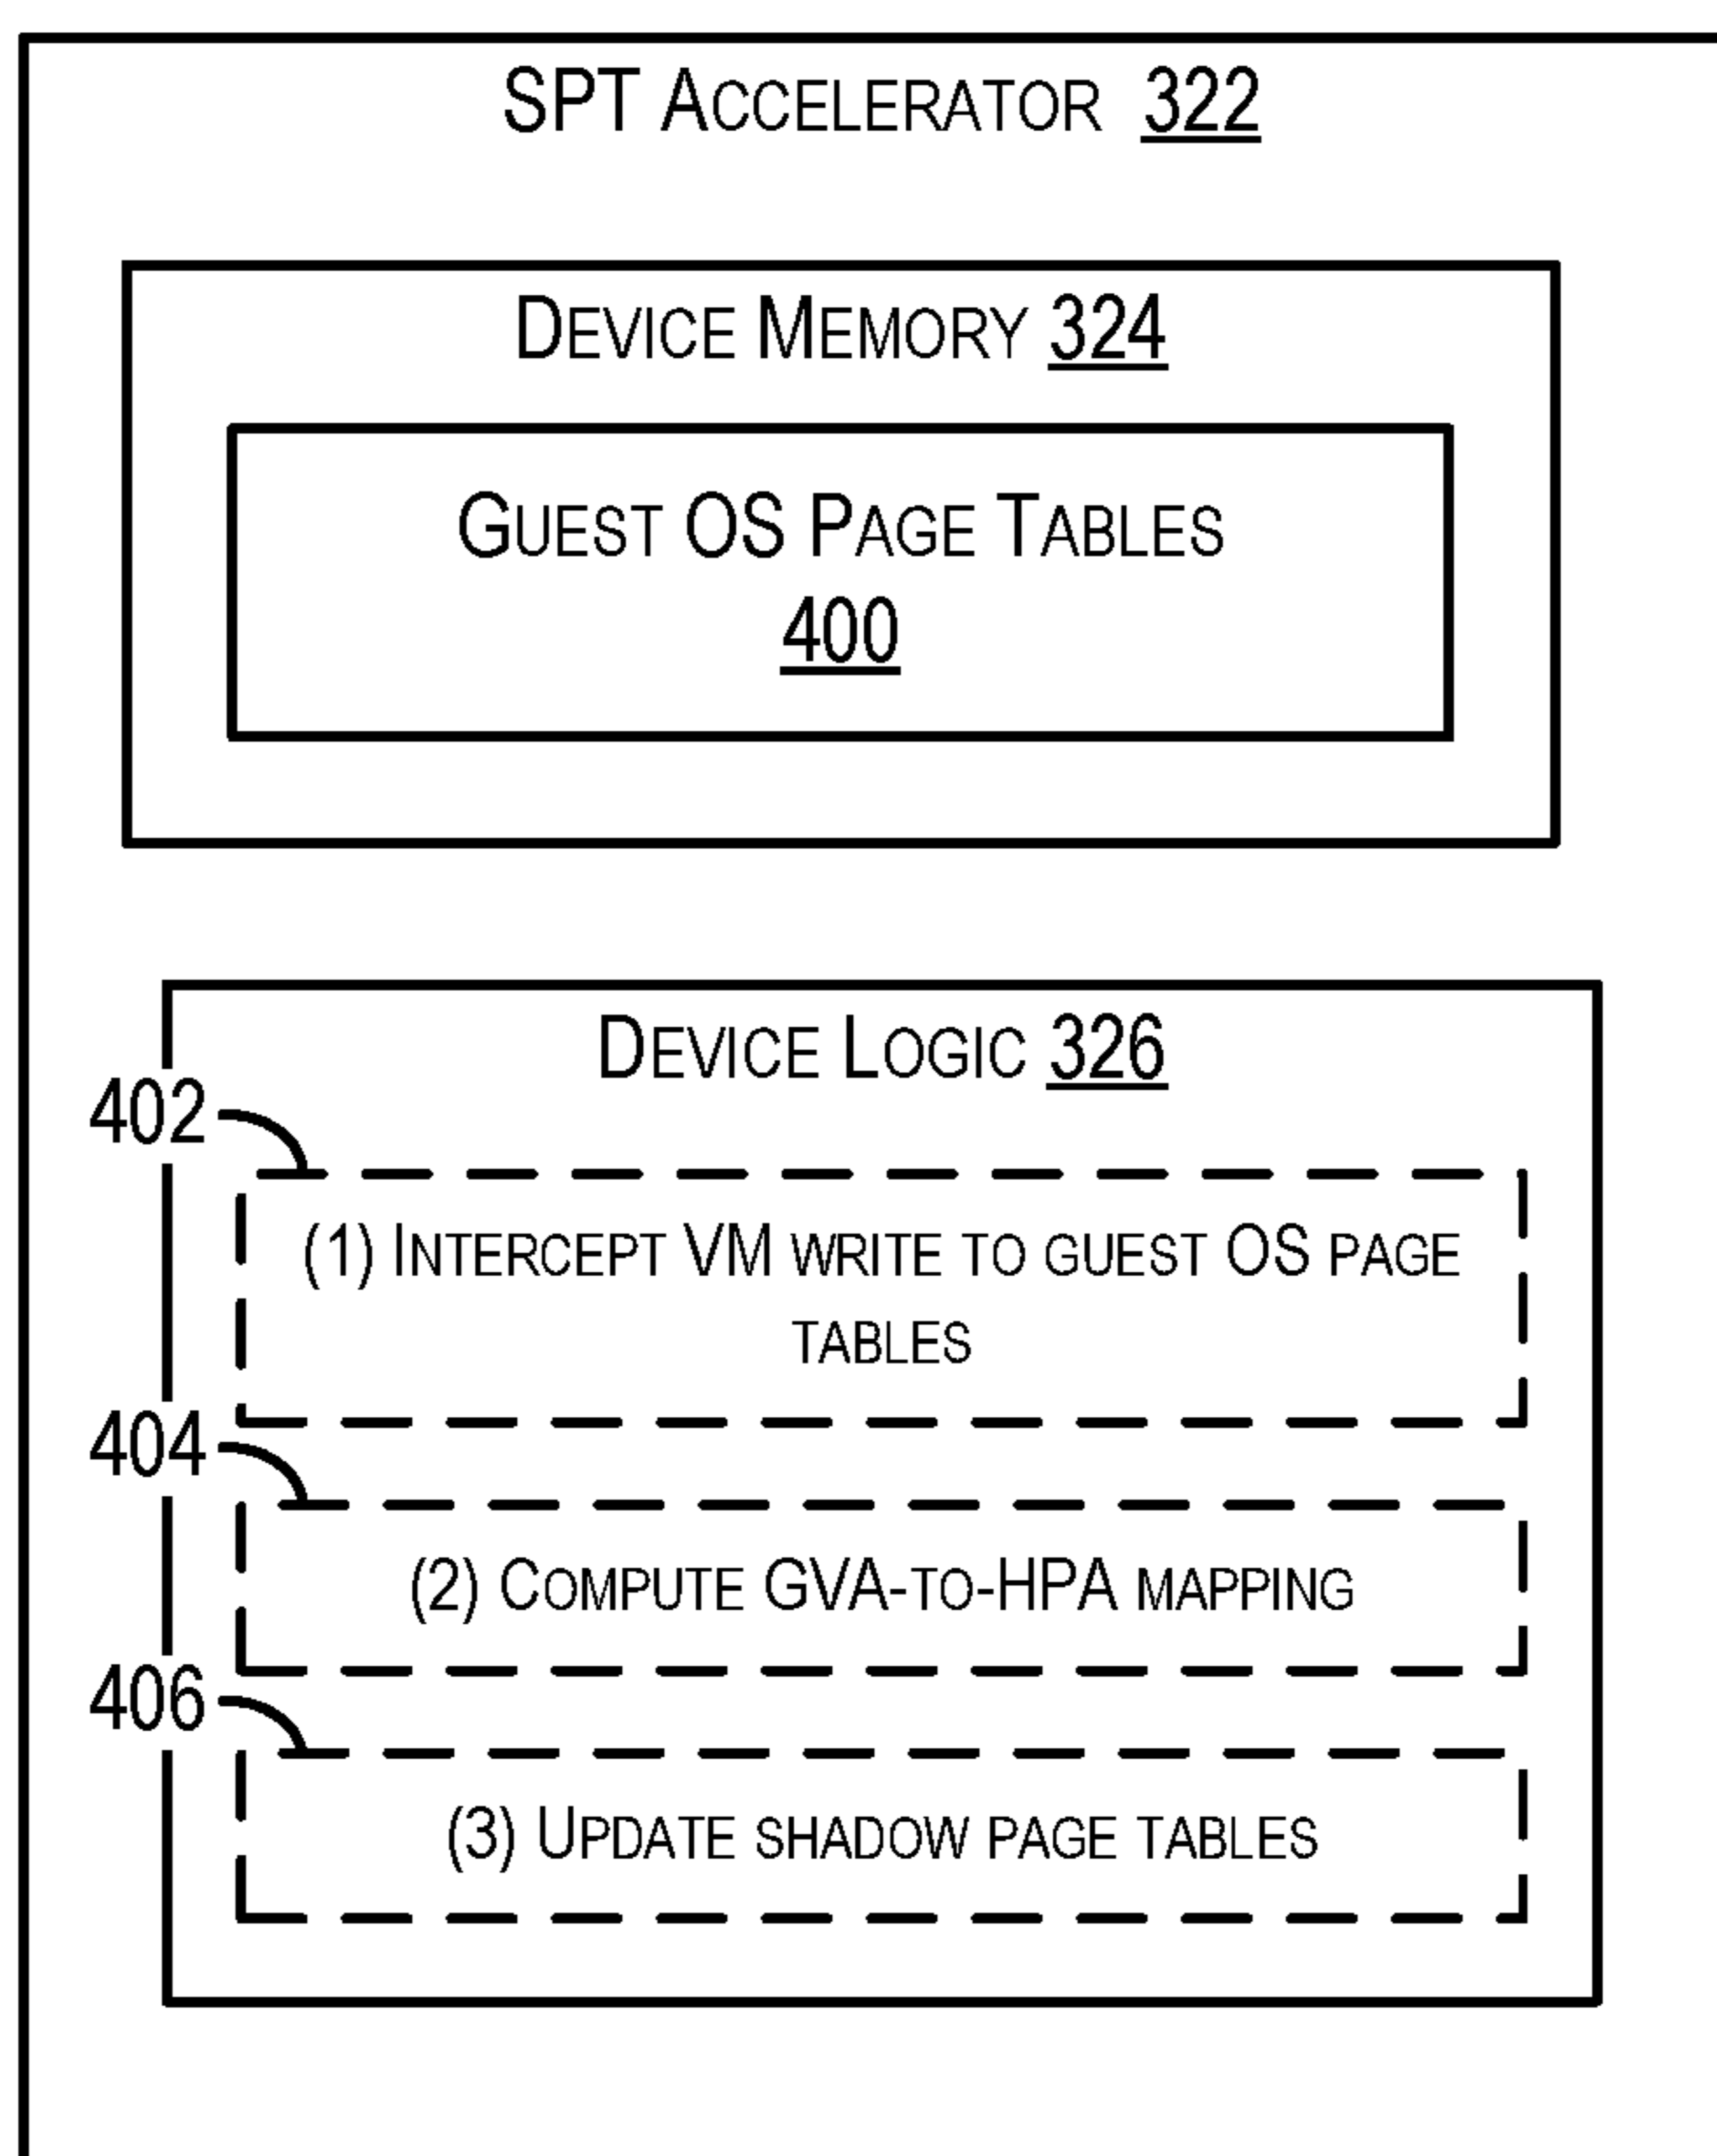 SPT Accelerator 322
Device Memory 324
Guest OS Page Tables
400
Device Logic 326
402
(1) Intercept VM write to guest OS page
tables
404
(2) Compute GVA-to-HPA mapping
406
(3) Update shadow page tables